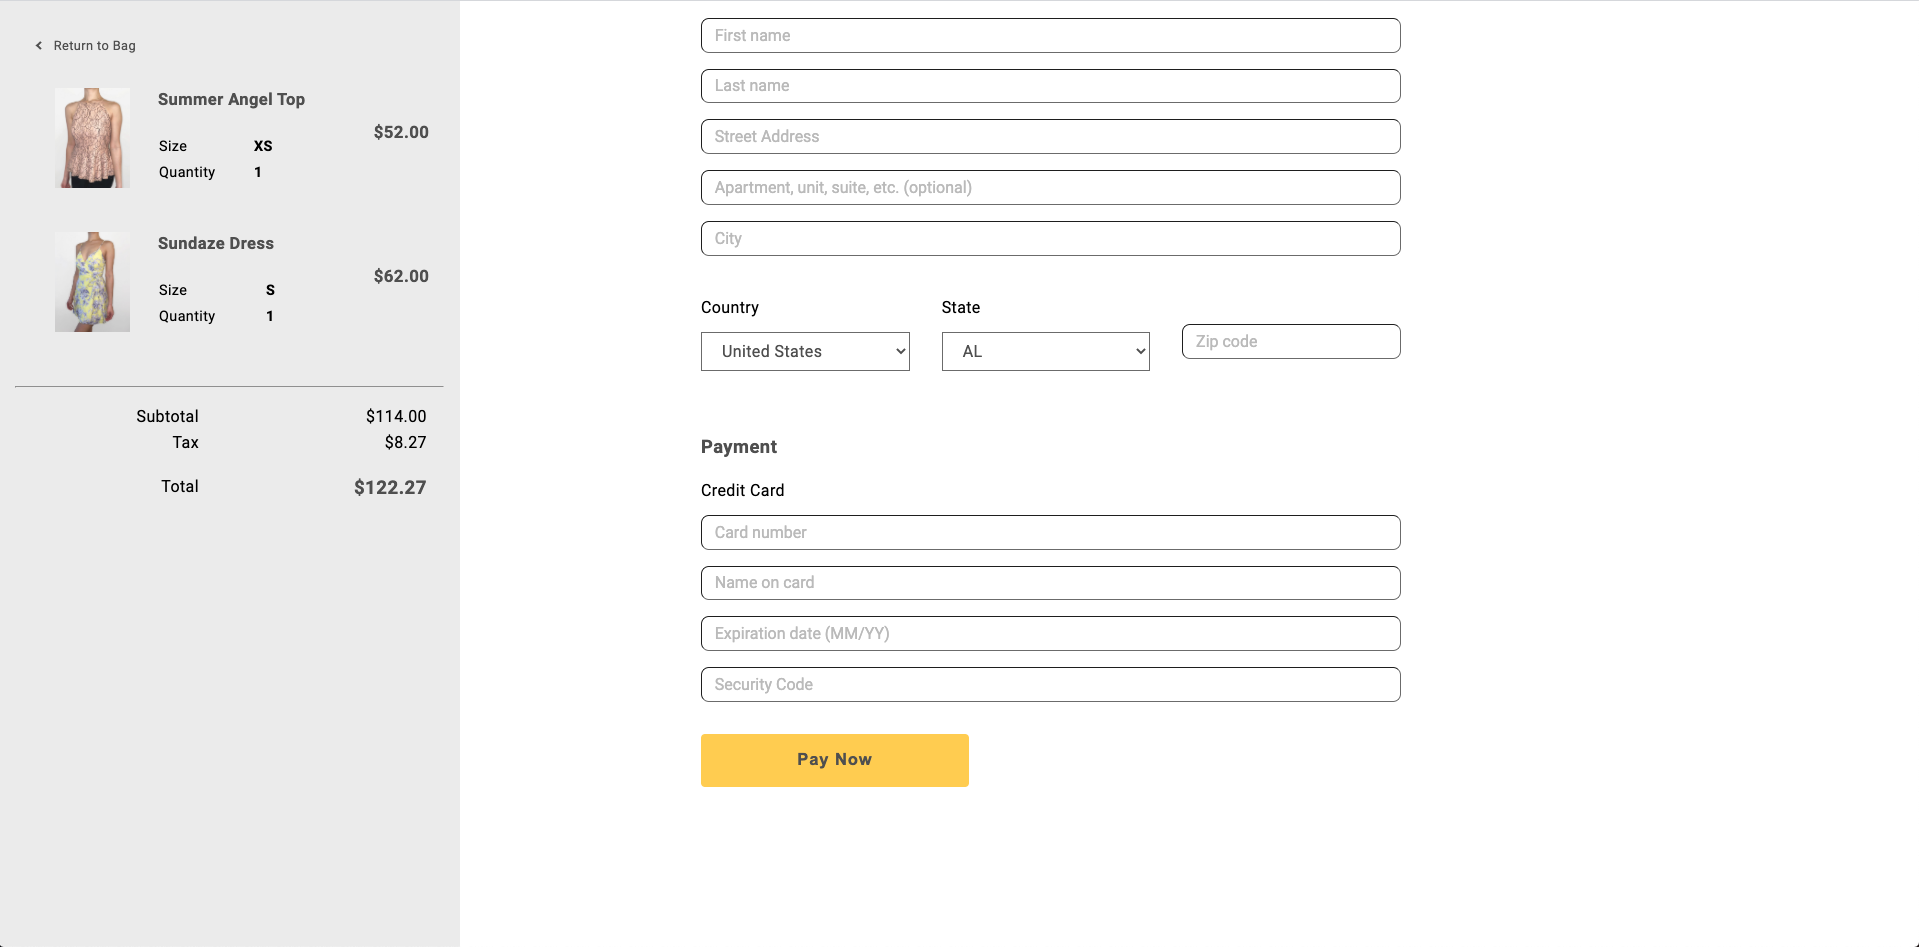 Return to Bag
Summer Angel Top
$52.00
Size XS
Quantity 1
Sundaze Dress
$62.00
Size S
Quantity 1
Subtotal $114.00
Tax $8.27
Total $122.27
First name
Last name
Street Address
Apartment, unit, suite, etc. (optional)
City
Country State
United States AL Zip code
Payment
Credit Card
Card number
Name on card
Expiration date (MM/YY)
Security Code
Pay Now